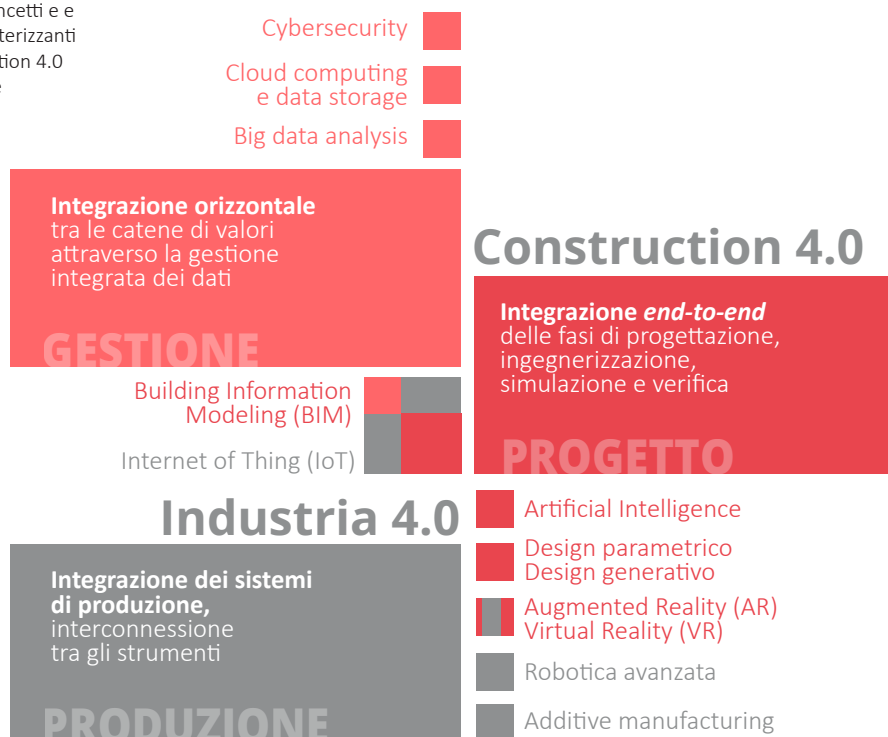 e e
4.0
Cybersecurity
Cloud computing
e data storage
Big data analysis
Integrazione orizzontale
tra le catene di valori
attraverso la gestione
integrata dei dati
GESTIONE
Construction 4.0
Integrazione end-to-end
delle fasi di progettazione,
ingegnerizzazione,
simulazione e verifica
PROGETTO
Building Information
Modeling (BIM)
Internet of Thing (IoT)
Industria 4.0
Integrazione dei sistemi
di produzione,
interconnessione
tra gli strumenti
PRODUZIONE
Artificial Intelligence
Design parametrico
Design generativo
Augmented Reality (AR)
Virtual Reality (VR)
Robotica avanzata
Additive manufacturing